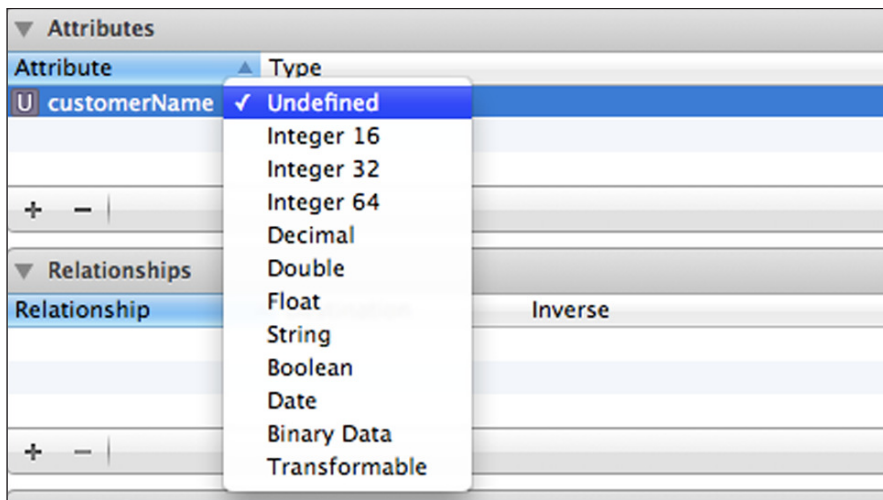 Attributes
Attribute Type
U customerName ✓ Undefined
Integer 16
Integer 32
Integer 64
+ −
Decimal
Double
Relationships
Float
Relationship Inverse
String
Boolean
Date
Binary Data
+ −
Transformable